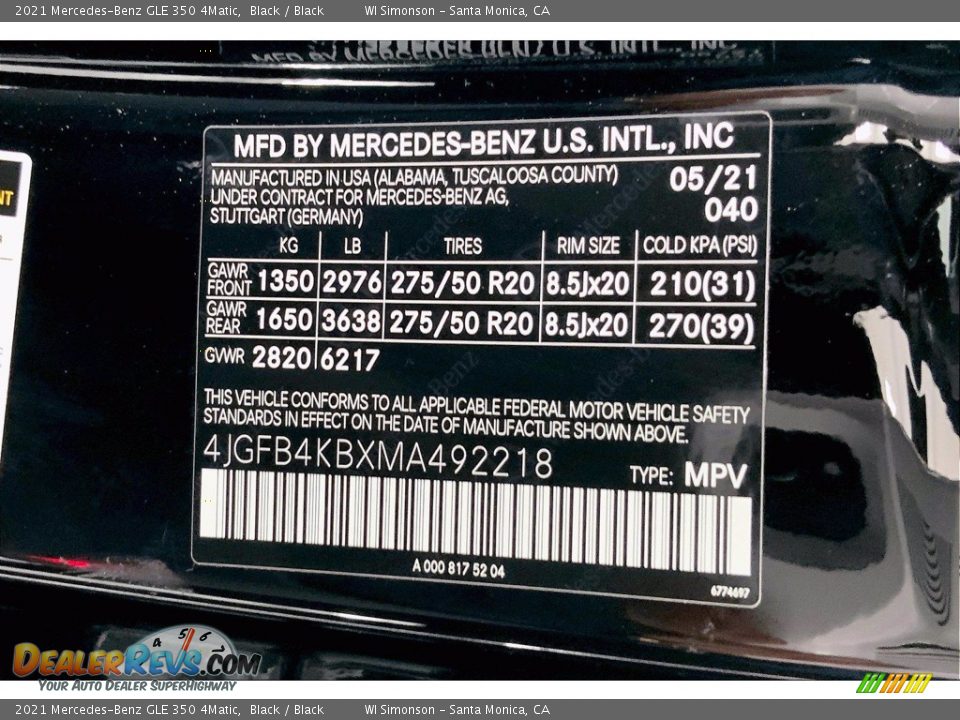 2021 Mercedes-Benz GLE 350 4Matic, Black / Black WI Simonson - Santa Monica, CA
MFD BY MERCEDES-BENZ U.S. INTL., INC
MANUFACTURED IN USA (ALABAMA, TUSCALOOSA COUNTY) 05/21
UNDER CONTRACT FOR MERCEDES-BENZ AG, 040
STUTTGART (GERMANY)
KG LB TIRES RIM SIZE COLD KPA (PSI)
GAWR FRONT 1350 2976 275/50 R20 8.5Jx20 210(31)
GAWR REAR 1650 3638 275/50 R20 8.5Jx20 270(39)
GVWR 2820 6217
THIS VEHICLE CONFORMS TO ALL APPLICABLE FEDERAL MOTOR VEHICLE SAFETY
STANDARDS IN EFFECT ON THE DATE OF MANUFACTURE SHOWN ABOVE.
4JGFB4KBXMA492218 TYPE: MPV
A 000 817 52 04
6774697
4 5 6
DEALERREVS.COM
YOUR AUTO DEALER SUPERHIGHWAY
2021 Mercedes-Benz GLE 350 4Matic, Black / Black WI Simonson - Santa Monica, CA